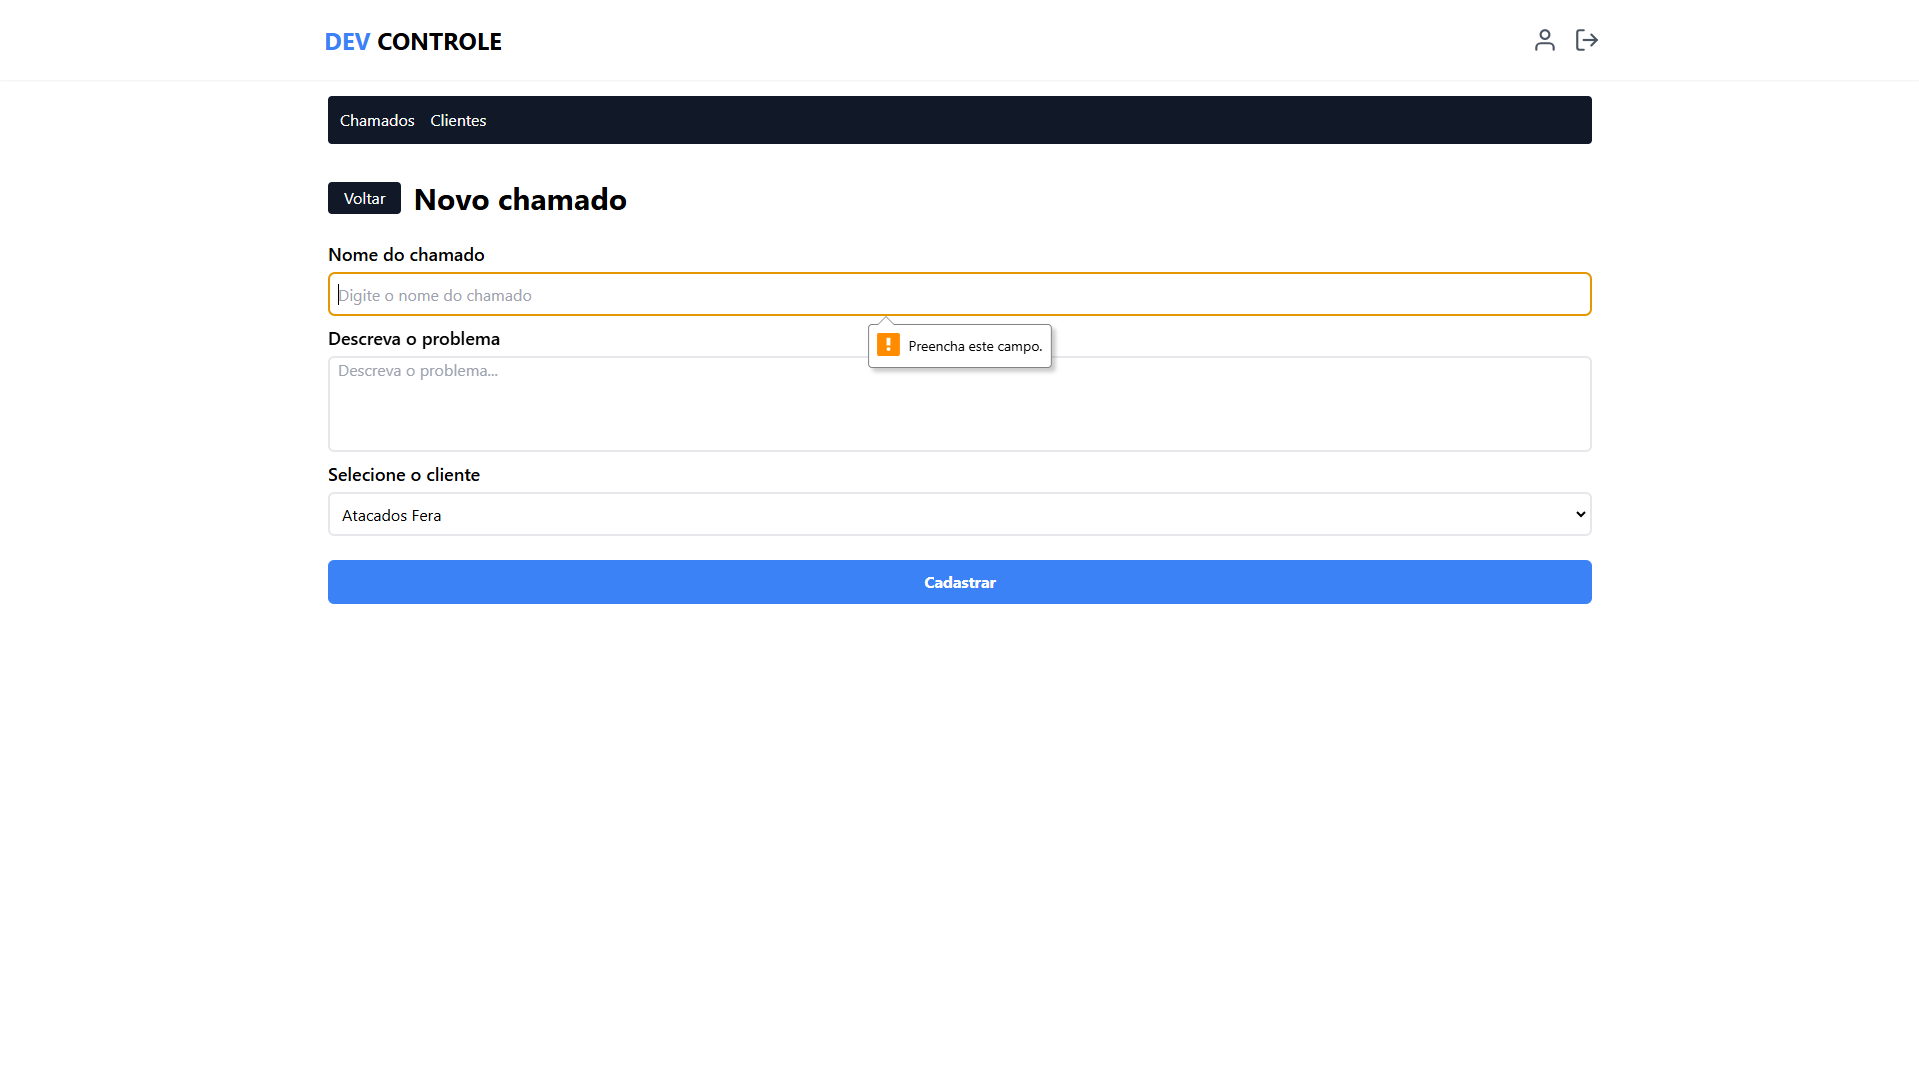 DEV CONTROLE
Chamados Clientes
Voltar Novo chamado
Nome do chamado
Digite o nome do chamado
Preencha este campo.
Descreva o problema
Descreva o problema...
Selecione o cliente
Atacados Fera
Cadastrar